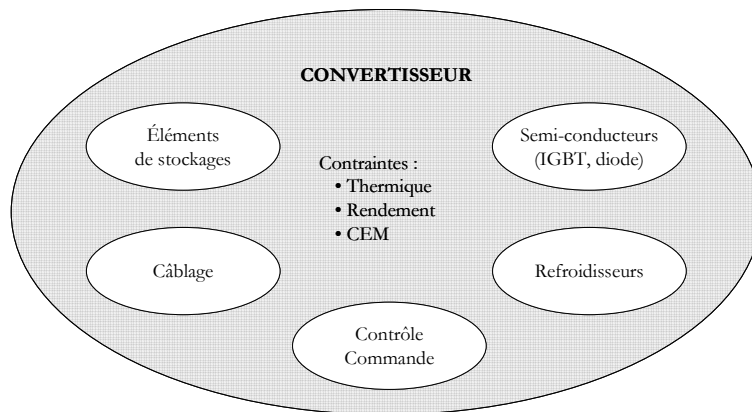 CONVERTISSEUR
Éléments
de stockages
Semi-conducteurs
(IGBT, diode)
Contraintes :
• Thermique
• Rendement
• CEM
Câblage
Refroidisseurs
Contrôle
Commande